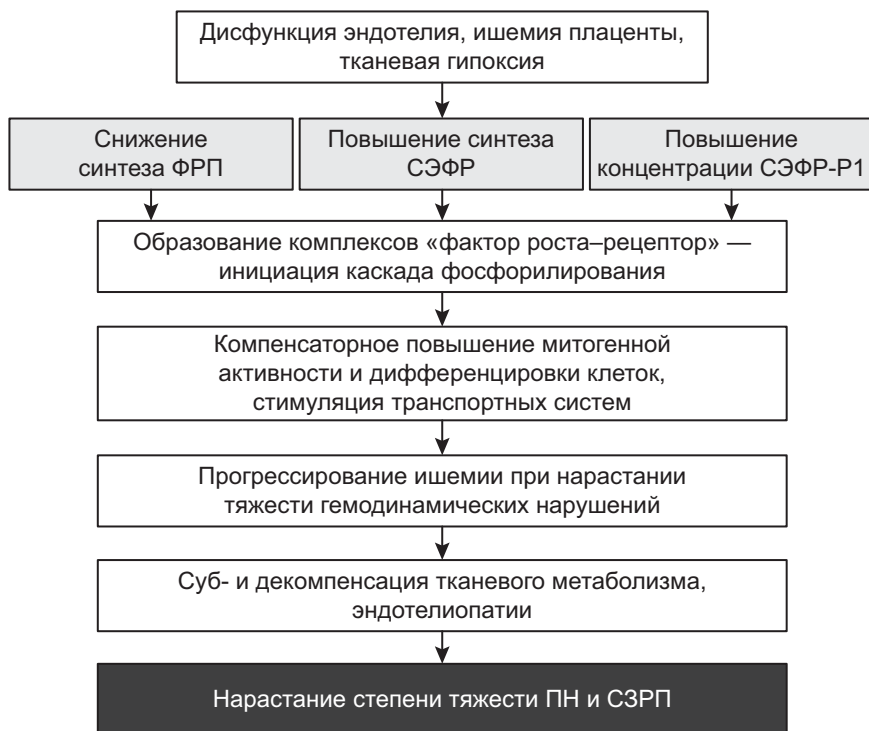 Дисфункция эндотелия, ишемия плаценты,
тканевая гипоксия
Снижение
синтеза ФРП
Повышение синтеза
СЭФР
Повышение
концентрации СЭФР-Р1
Образование комплексов «фактор роста–рецептор» —
инициация каскада фосфорилирования
Компенсаторное повышение митогенной
активности и дифференцировки клеток,
стимуляция транспортных систем
Прогрессирование ишемии при нарастании
тяжести гемодинамических нарушений
Суб- и декомпенсация тканевого метаболизма,
эндотелиопатии
Нарастание степени тяжести ПН и СЗРП